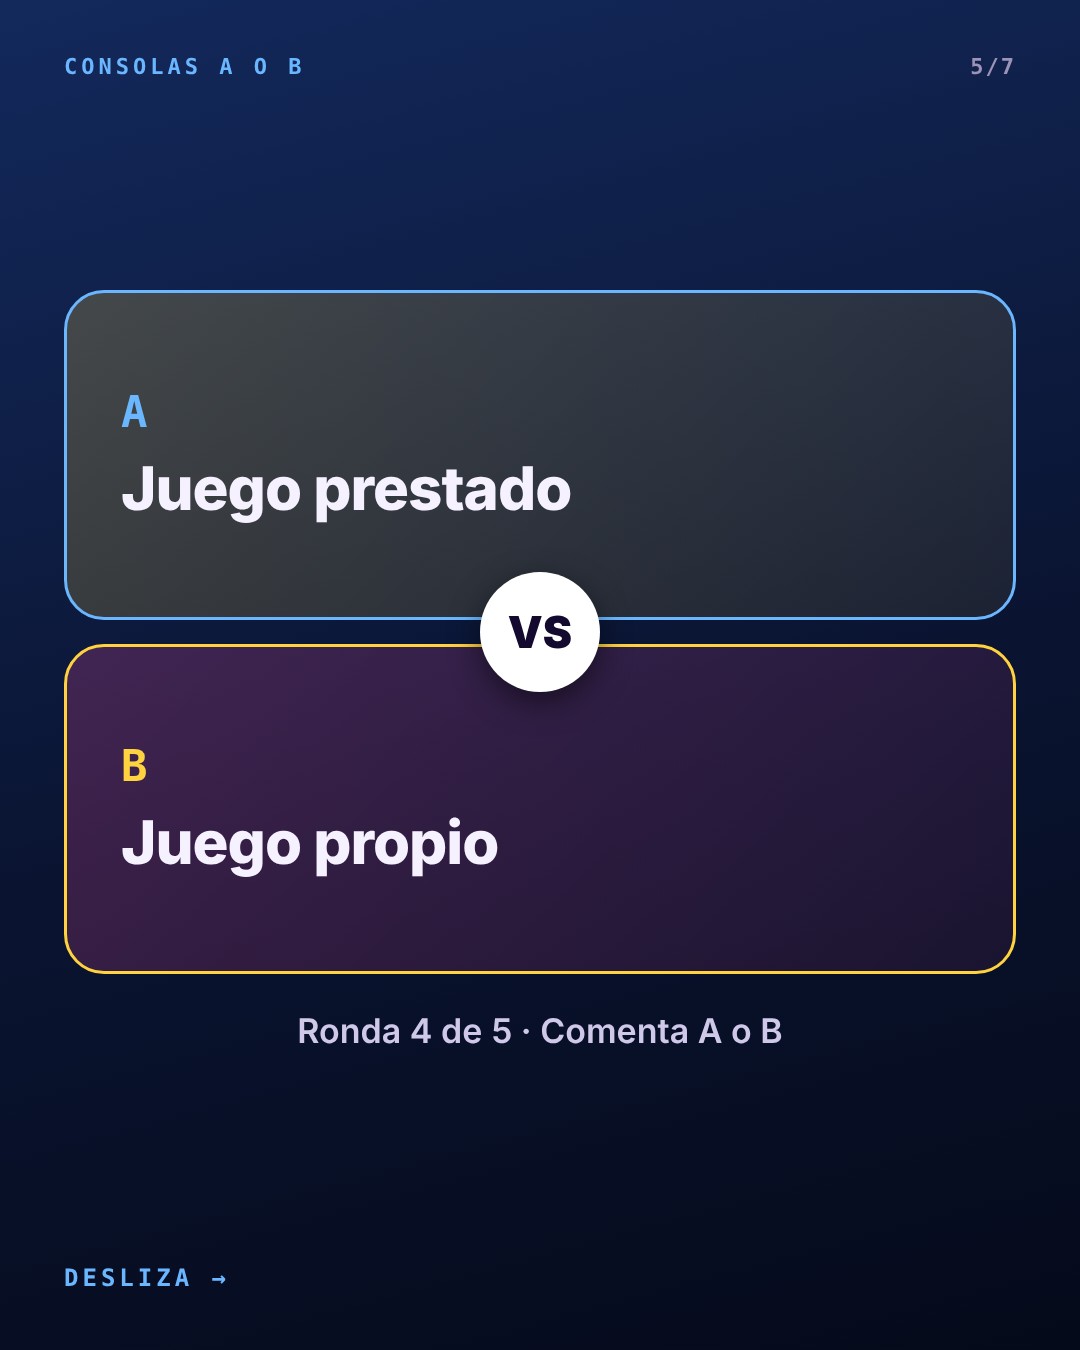 CONSOLAS A O B
5/7
A
Juego prestado
VS
B
Juego propio
Ronda 4 de 5 · Comenta A o B
DESLIZA →